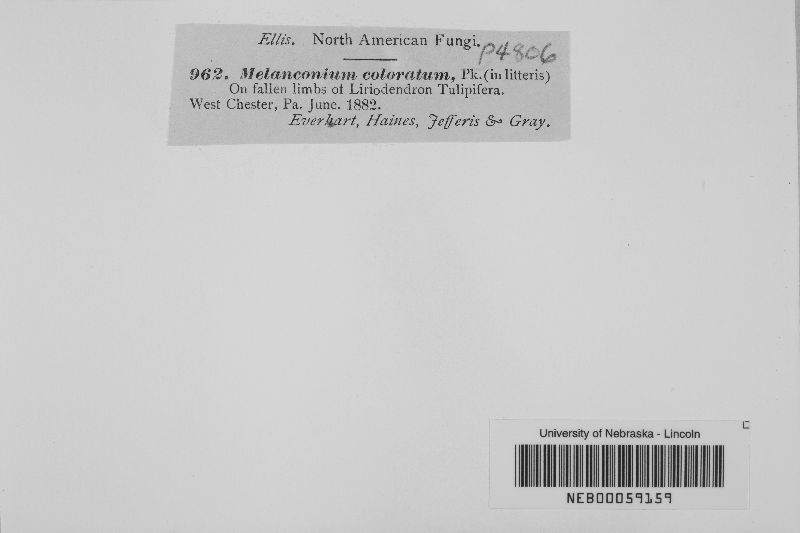 Ellis. North American Fungi.
P4806
962. Melanconium coloratum, Pk. (in litteris)
On fallen limbs of Liriodendron Tulipifera.
West Chester, Pa. June. 1882.
Everhart, Haines, Jefferis & Gray.
University of Nebraska - Lincoln
NEB00059159